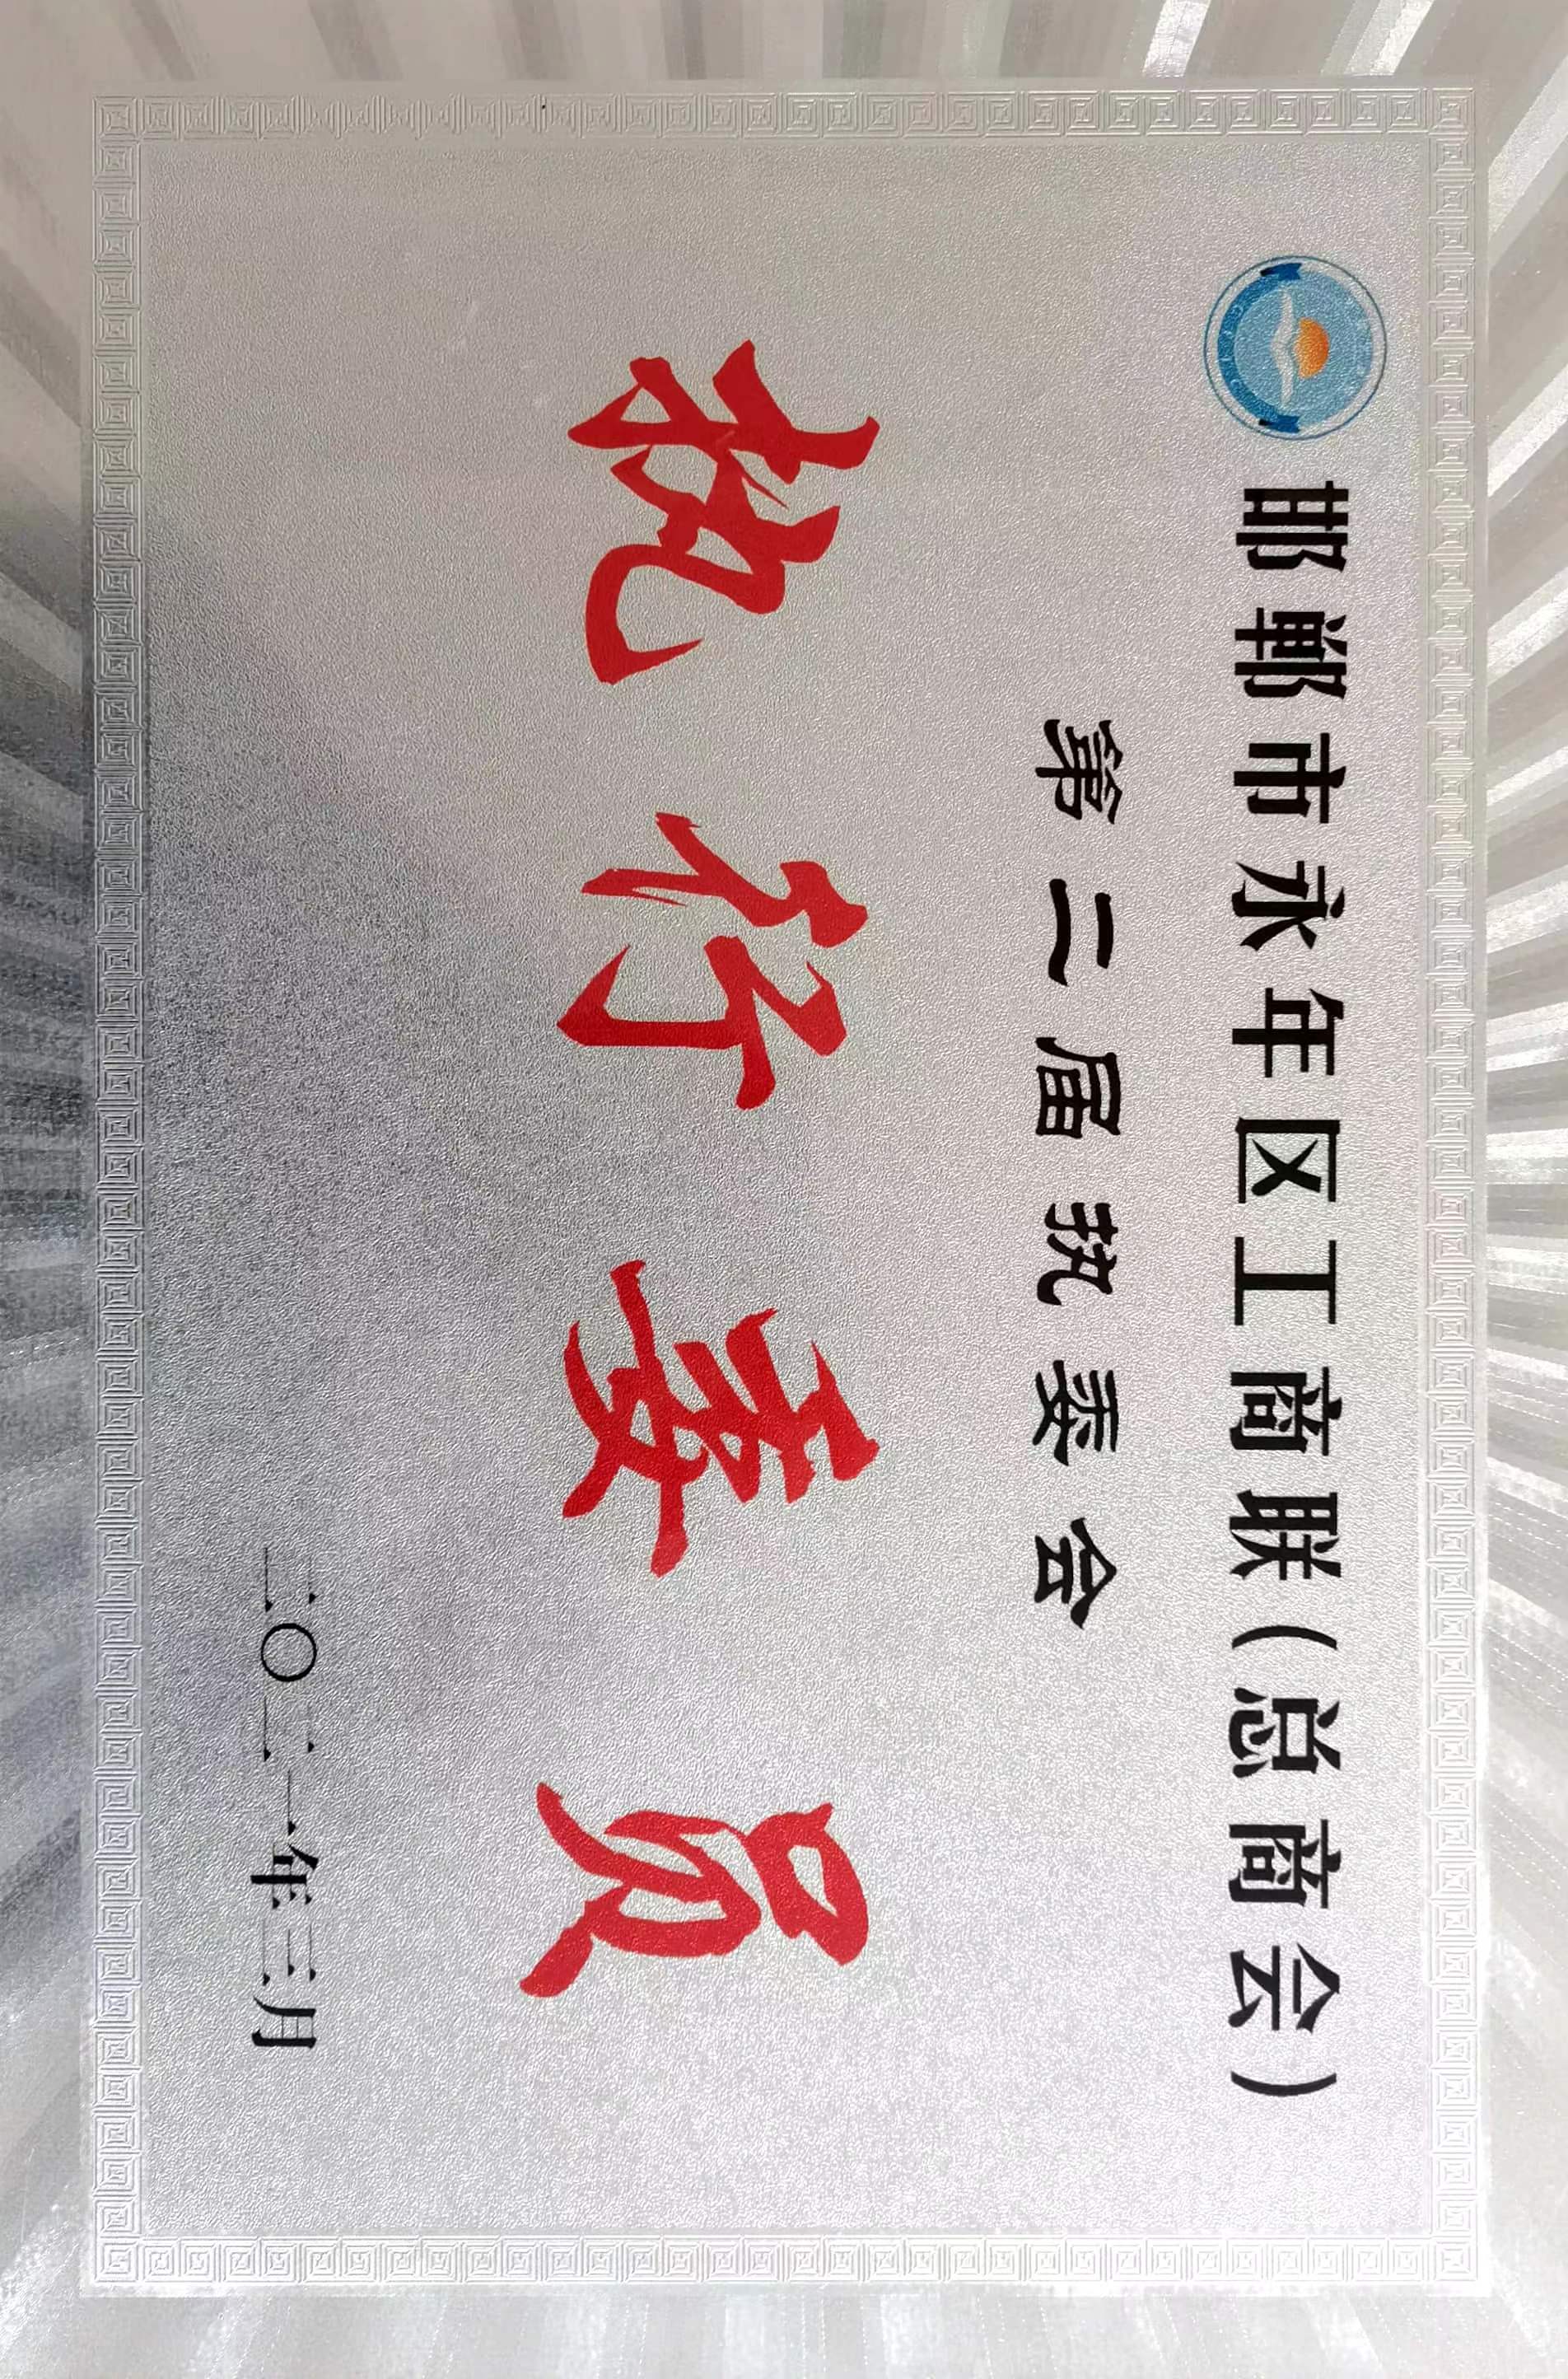 邯郸市永年区工商联(总商会)
第二届执委会
执行委员
二〇二一年三月